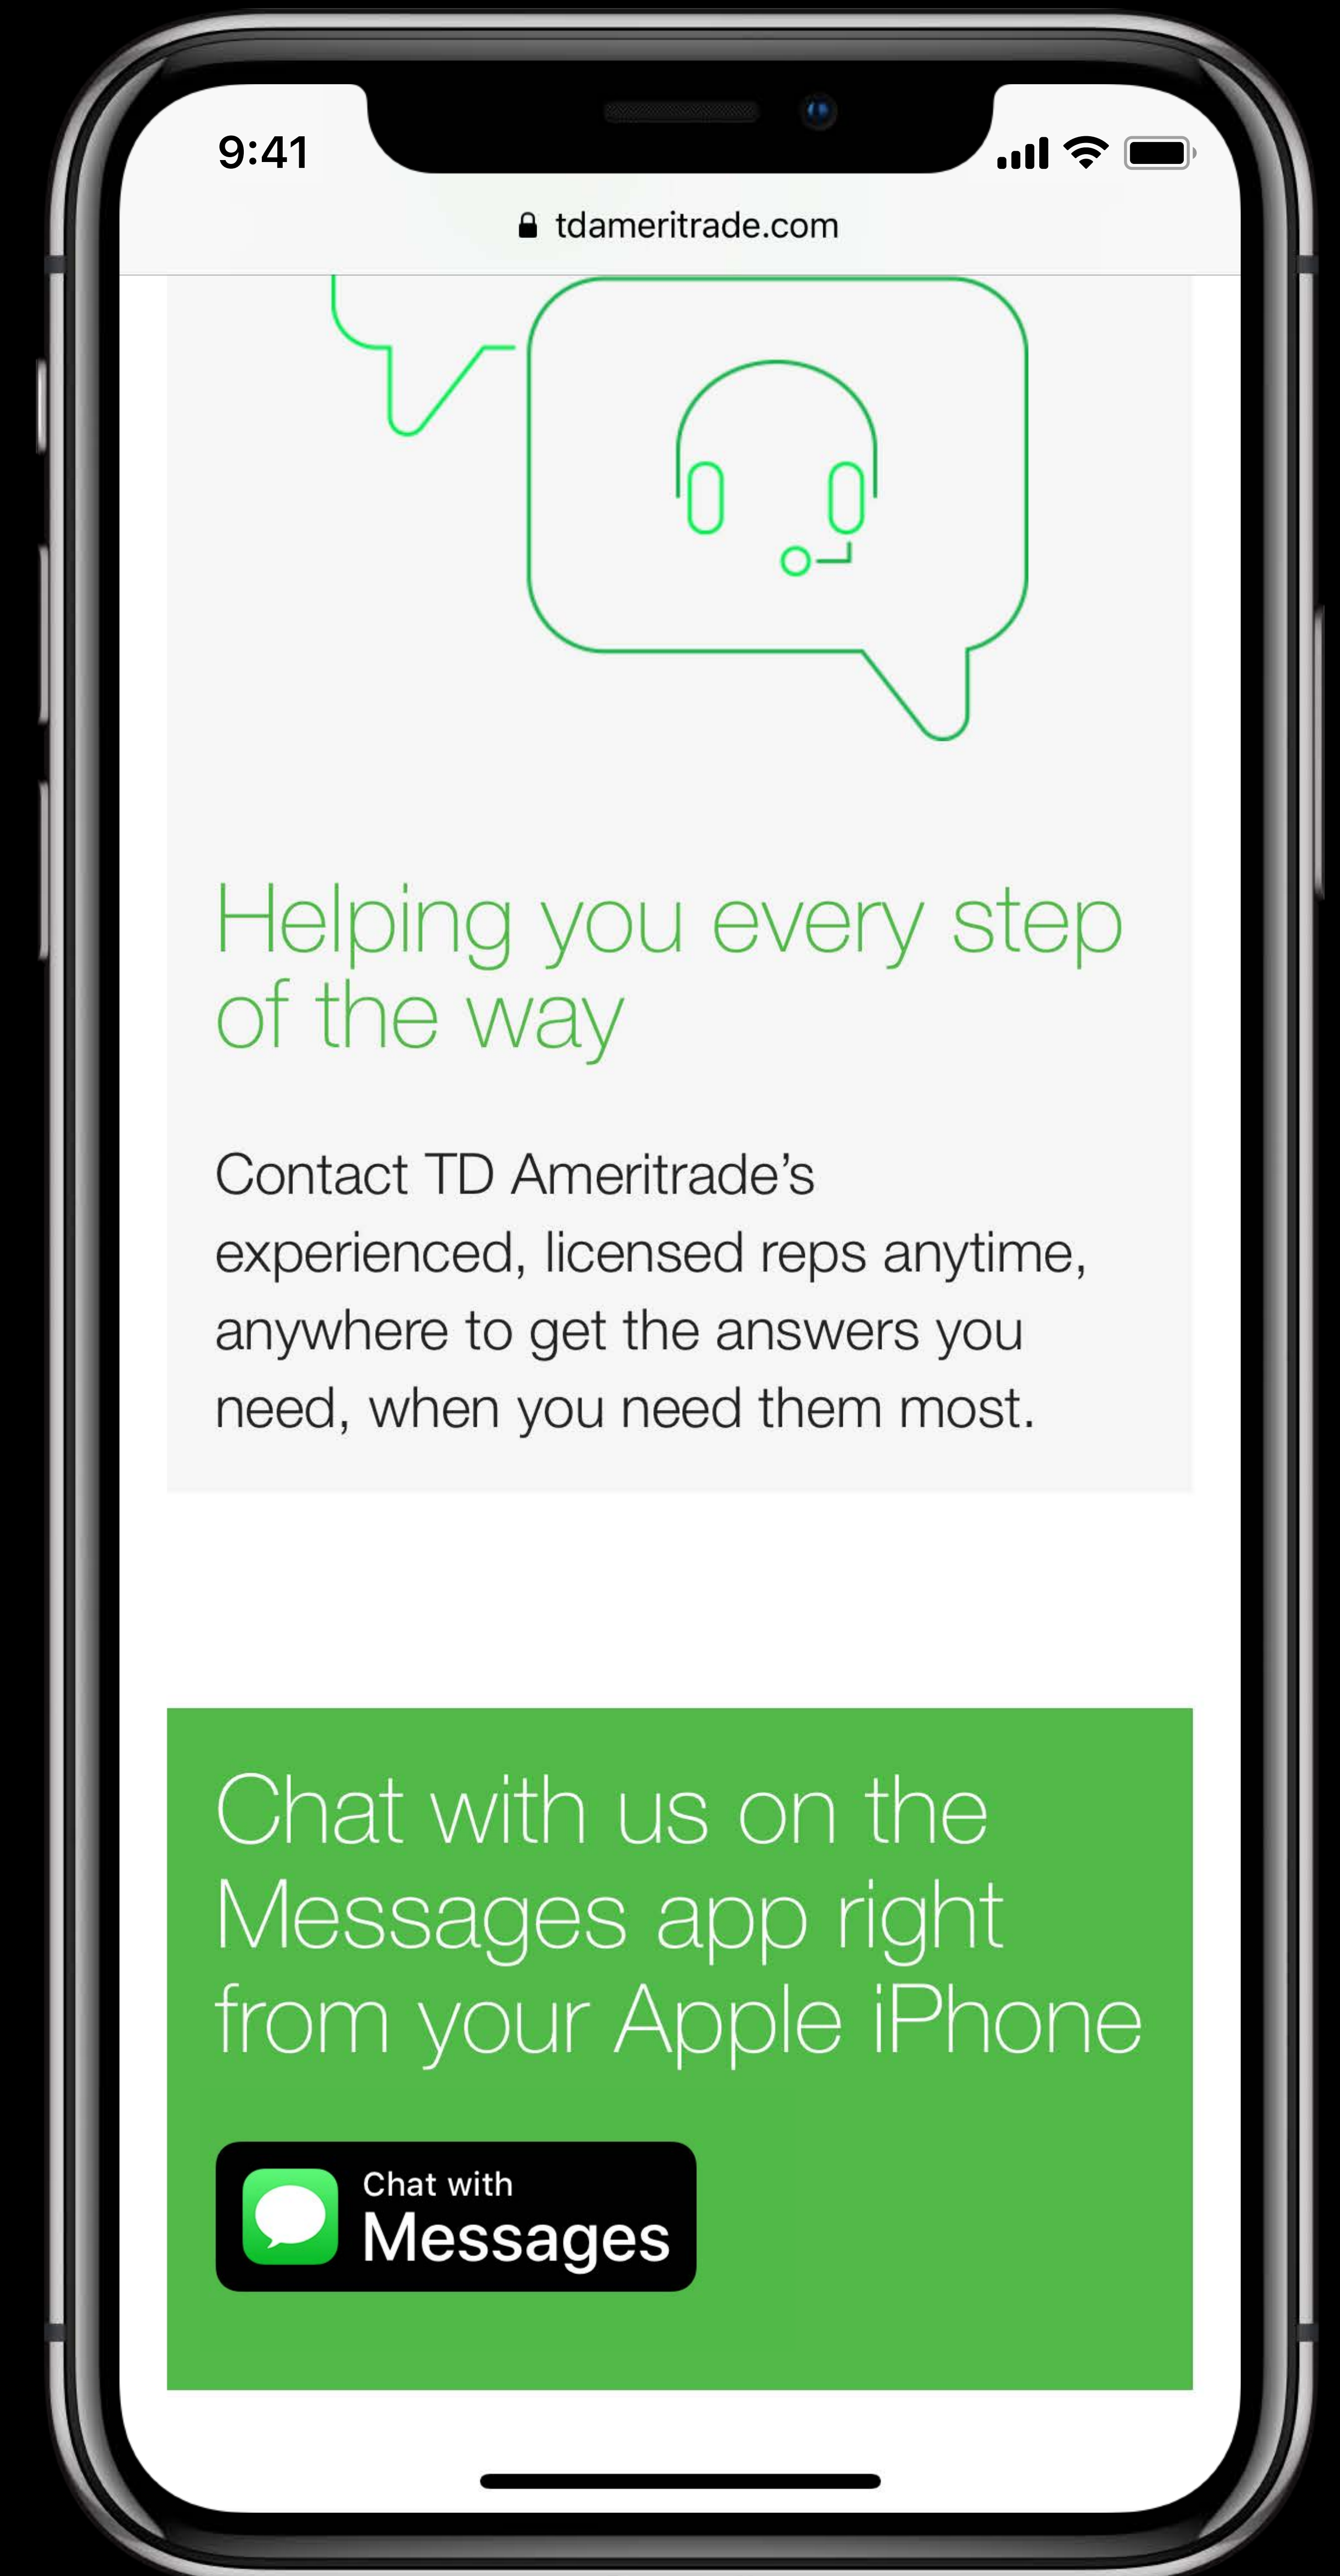 9:41
tdameritrade.com
Helping you every step
of the way
Contact TD Ameritrade’s
experienced, licensed reps anytime,
anywhere to get the answers you
need, when you need them most.
Chat with us on the
Messages app right
from your Apple iPhone
Chat with
Messages